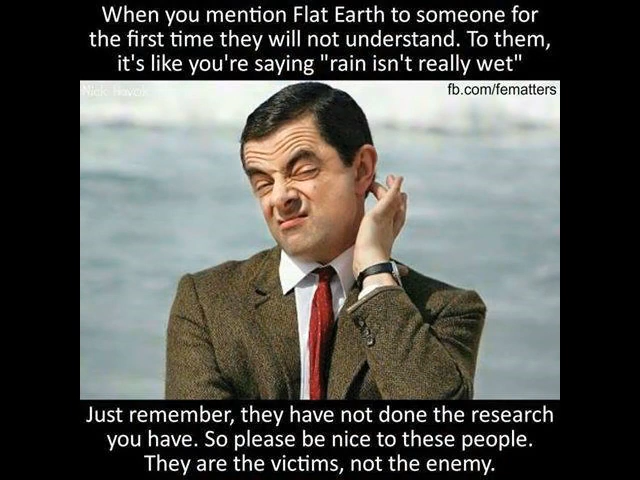 When you mention Flat Earth to someone for
the first time they will not understand. To them,
it's like you're saying "rain isn't really wet"
Nick Havok
fb.com/fematters
Just remember, they have not done the research
you have. So please be nice to these people.
They are the victims, not the enemy.